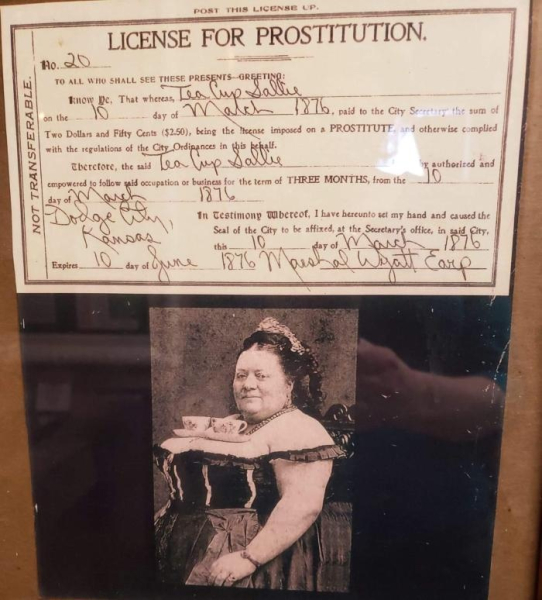 POST THIS LICENSE UP.
LICENSE FOR PROSTITUTION.
No. 20
TO ALL WHO SHALL SEE THESE PRESENTS GREETING:
Know Ye, That whereas, Tea Cup Sallie
on the 10 day of March 1876, paid to the City Secretary the sum of
Two Dollars and Fifty Cents ($2.50), being the license imposed on a PROSTITUTE, and otherwise complied
with the regulations of the City Ordinances in this behalf.
Therefore, the said Tea Cup Sallie authorized and
empowered to follow said occupation or business for the term of THREE MONTHS, from the 10
day of March 1876
Dodge City, Kansas
In Testimony Whereof, I have hereunto set my hand and caused the
Seal of the City to be affixed, at the Secretary's office, in said City,
this 10 day of March 1876
Expires 10 day of June 1876 Marshal Wyatt Earp
NOT TRANSFERABLE.